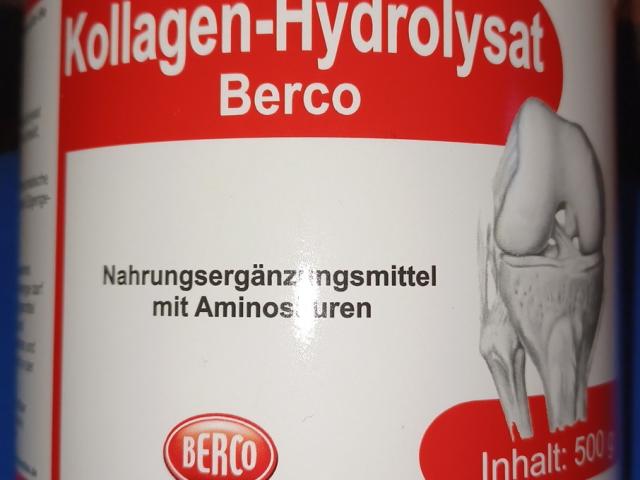 Kollagen-Hydrolysat
Berco
Nahrungsergänzungsmittel
mit Aminosäuren
BERCO
Inhalt: 500 g